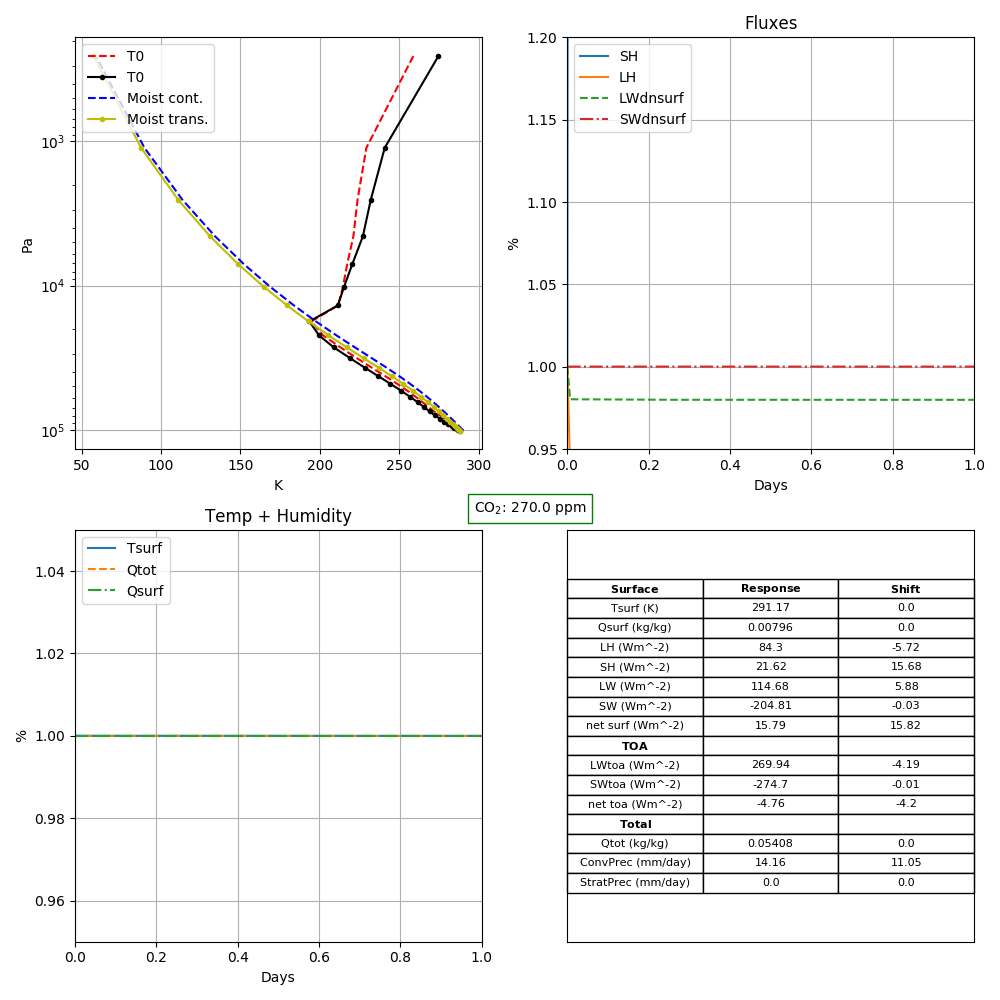 T0
T0
Moist cont.
Moist trans.
10^3
10^4
10^5
Pa
50 100 150 200 250 300
K
Fluxes
SH
LH
LWdnsurf
SWdnsurf
1.20
1.15
1.10
1.05
1.00
0.95
%
0.0 0.2 0.4 0.6 0.8 1.0
Days
CO₂: 270.0 ppm
Temp + Humidity
Tsurf
Qtot
Qsurf
1.04
1.02
1.00
0.98
0.96
%
0.0 0.2 0.4 0.6 0.8 1.0
Days
Surface Response Shift
Tsurf (K) 291.17 0.0
Qsurf (kg/kg) 0.00796 0.0
LH (Wm^-2) 84.3 -5.72
SH (Wm^-2) 21.62 15.68
LW (Wm^-2) 114.68 5.88
SW (Wm^-2) -204.81 -0.03
net surf (Wm^-2) 15.79 15.82
TOA
LWtoa (Wm^-2) 269.94 -4.19
SWtoa (Wm^-2) -274.7 -0.01
net toa (Wm^-2) -4.76 -4.2
Total
Qtot (kg/kg) 0.05408 0.0
ConvPrec (mm/day) 14.16 11.05
StratPrec (mm/day) 0.0 0.0